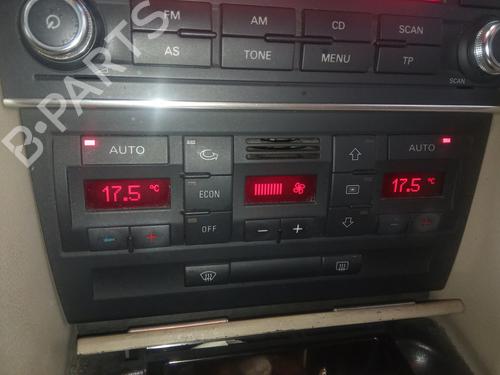 FM AM CD SCAN
AS TONE MENU TP
SCAN
B-PARTS
AUTO AUTO
17.5 °C 17.5 °C
ECON
OFF